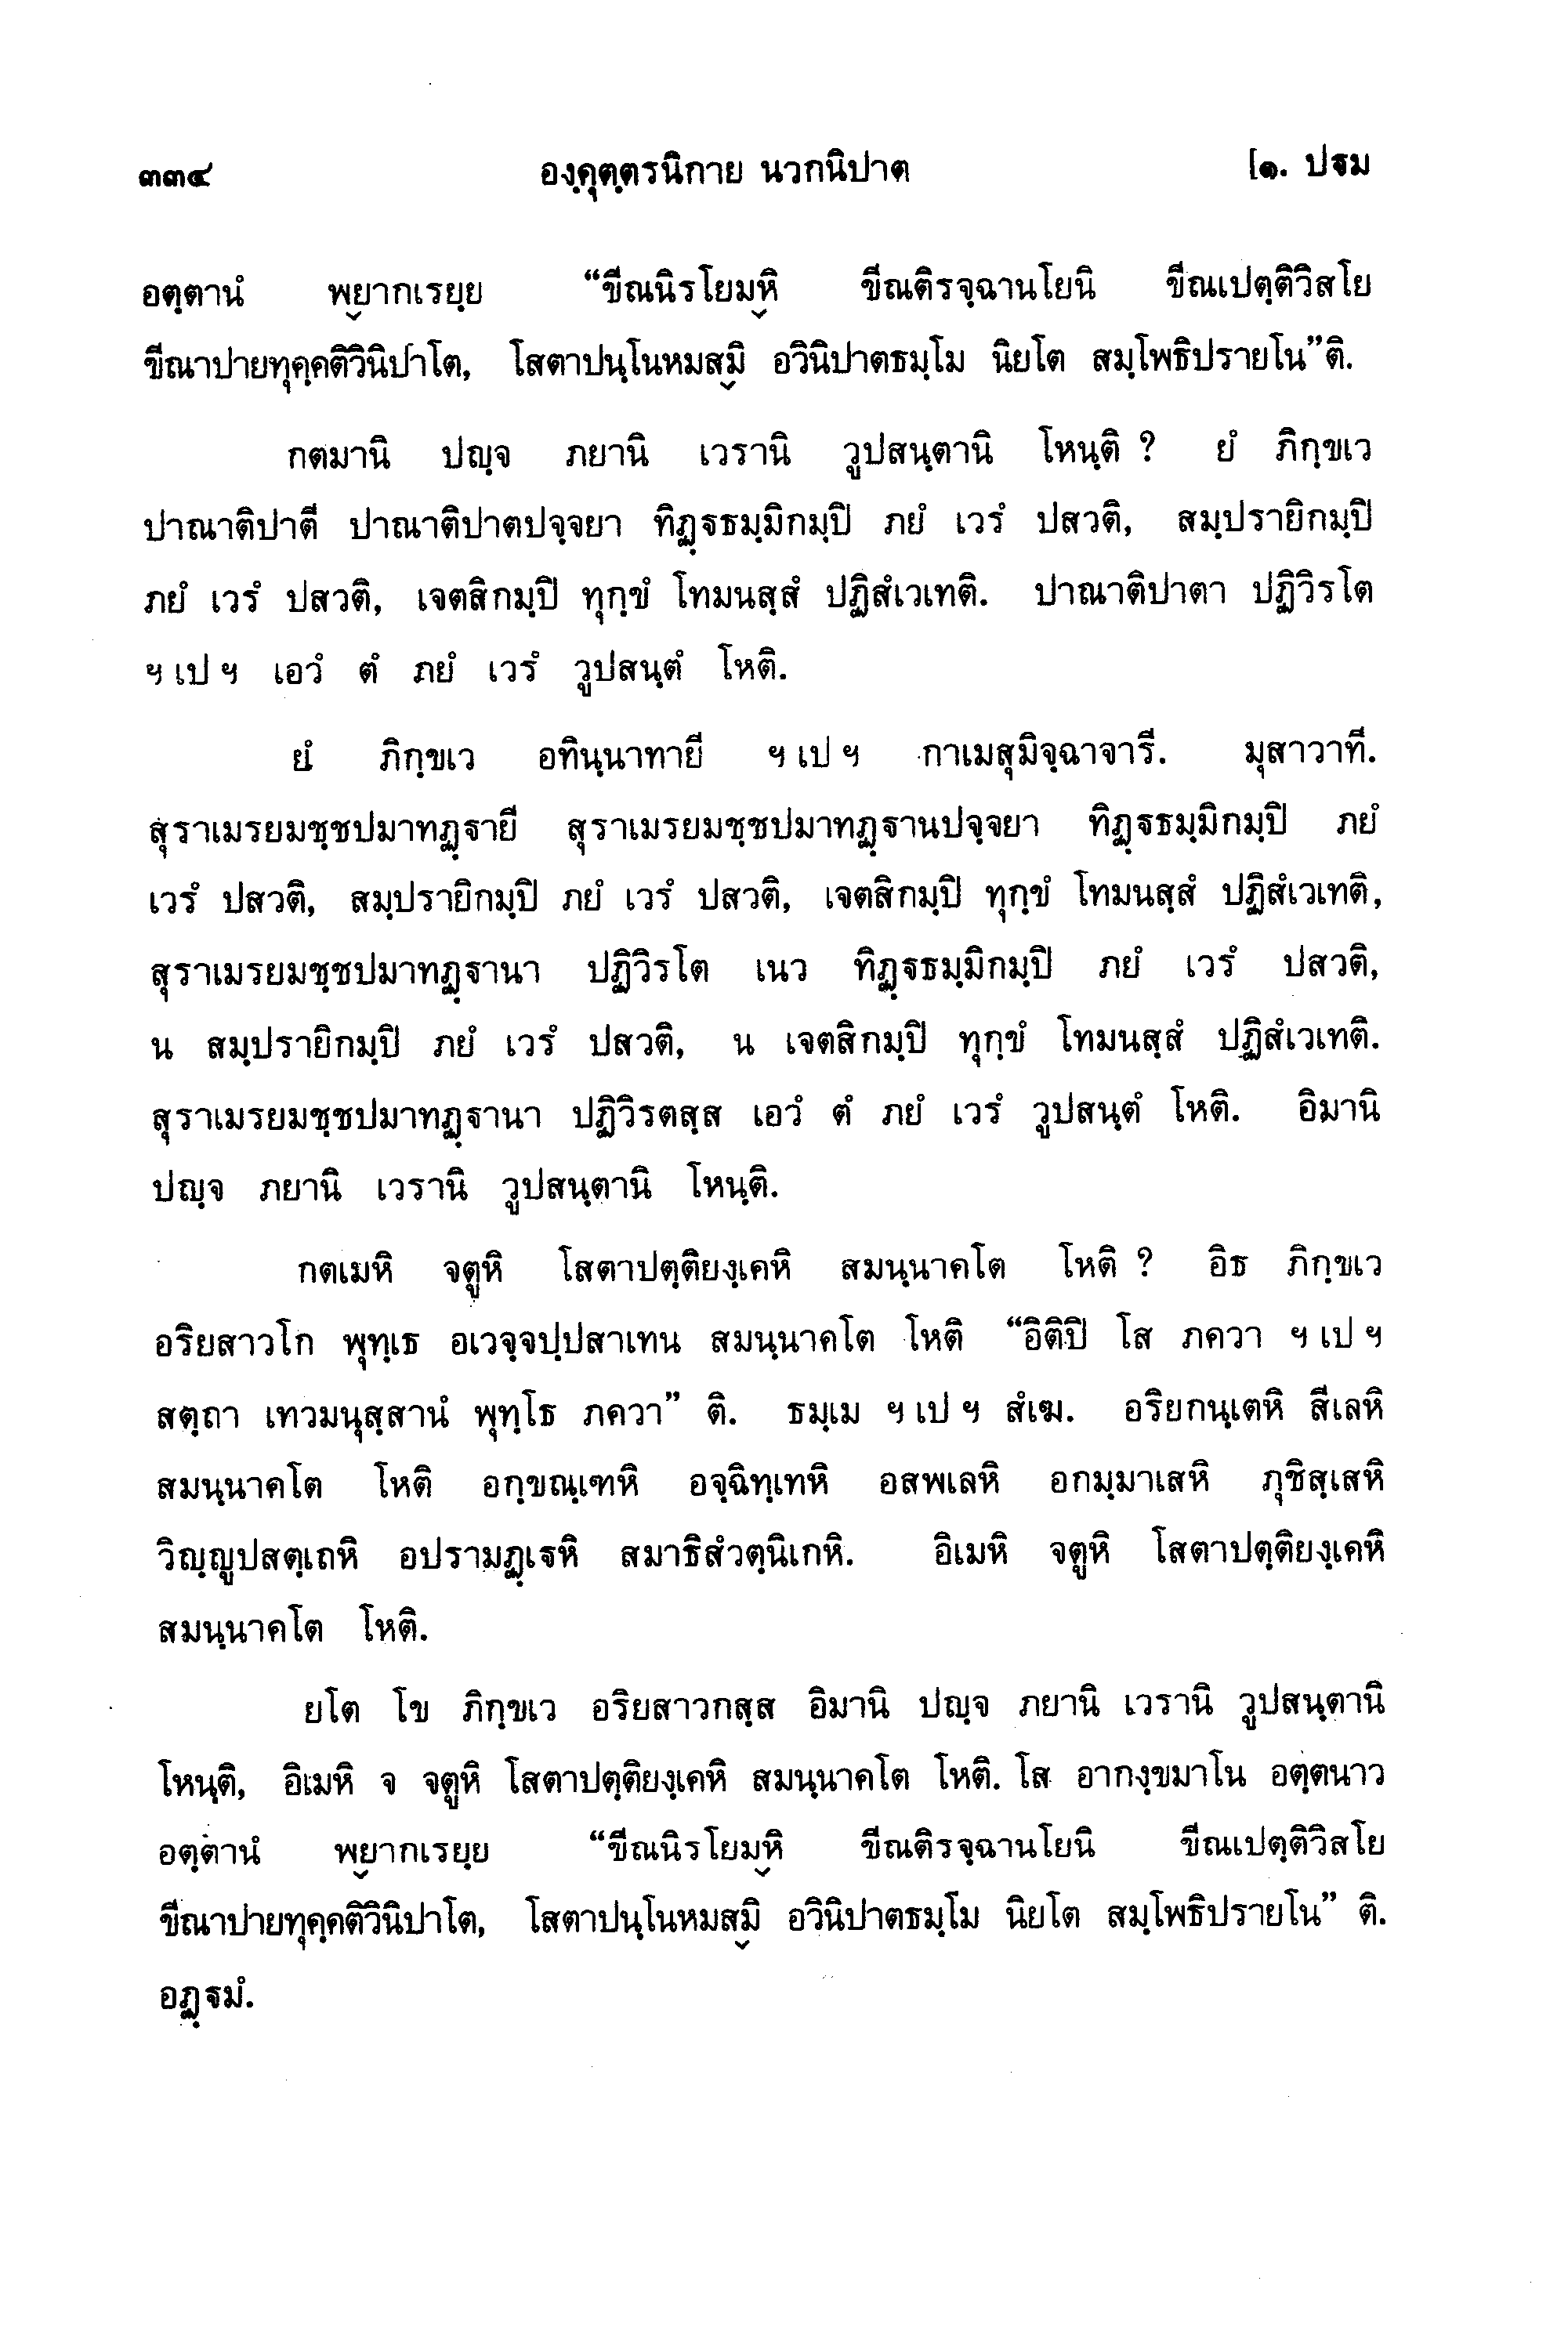 ๓๓๔ องฺคุตฺตรนิกาย นวกนิปาต [๑. ปฐม
อตฺตานํ พฺยากเรยฺย “ขีณนิรโยมฺหิ ขีณติรจฺฉานโยนิ ขีณเปตฺติวิสโย
ขีณาปายทุคฺคติวินิปาโต, โสตาปนฺโนหมสฺมิ อวินิปาตธมฺโม นิยโต สมฺโพธิปรายโน”ติ.
กตมานิ ปญฺจ ภยานิ เวรานิ วูปสนฺตานิ โหนฺติ ? ยํ ภิกฺขเว
ปาณาติปาตี ปาณาติปาตปจฺจยา ทิฏฺฐธมฺมิกมฺปิ ภยํ เวรํ ปสวติ, สมฺปรายิกมฺปิ
ภยํ เวรํ ปสวติ, เจตสิกมฺปิ ทุกฺขํ โทมนสฺสํ ปฏิสํเวเทติ. ปาณาติปาตา ปฏิวิรโต
ฯ เป ฯ เอวํ ตํ ภยํ เวรํ วูปสนฺตํ โหติ.
ยํ ภิกฺขเว อทินฺนาทายี ฯ เป ฯ กาเมสุมิจฺฉาจารี. มุสาวาที.
สุราเมรยมชฺชปมาทฏฺฐายี สุราเมรยมชฺชปมาทฏฺฐานปจฺจยา ทิฏฺฐธมฺมิกมฺปิ ภยํ
เวรํ ปสวติ, สมฺปรายิกมฺปิ ภยํ เวรํ ปสวติ, เจตสิกมฺปิ ทุกฺขํ โทมนสฺสํ ปฏิสํเวเทติ,
สุราเมรยมชฺชปมาทฏฺฐานา ปฏิวิรโต เนว ทิฏฺฐธมฺมิกมฺปิ ภยํ เวรํ ปสวติ,
น สมฺปรายิกมฺปิ ภยํ เวรํ ปสวติ, น เจตสิกมฺปิ ทุกฺขํ โทมนสฺสํ ปฏิสํเวเทติ.
สุราเมรยมชฺชปมาทฏฺฐานา ปฏิวิรตสฺส เอวํ ตํ ภยํ เวรํ วูปสนฺตํ โหติ. อิมานิ
ปญฺจ ภยานิ เวรานิ วูปสนฺตานิ โหนฺติ.
กตเมหิ จตูหิ โสตาปตฺติยงฺเคหิ สมนฺนาคโต โหติ ? อิธ ภิกฺขเว
อริยสาวโก พุทฺเธ อเวจฺจปฺปสาเทน สมนฺนาคโต โหติ “อิติปิ โส ภควา ฯ เป ฯ
สตฺถา เทวมนุสฺสานํ พุทฺโธ ภควา” ติ. ธมฺเม ฯ เป ฯ สํเฆ. อริยกนฺเตหิ สีเลหิ
สมนฺนาคโต โหติ อกฺขณฺเฑหิ อจฺฉิทฺเทหิ อสพเลหิ อกมฺมาเสหิ ภุชิสฺเสหิ
วิญฺญูปสตฺเถหิ อปรามฏฺเฐหิ สมาธิสํวตฺนิเกหิ. อิเมหิ จตูหิ โสตาปตฺติยงฺเคหิ
สมนฺนาคโต โหติ.
ยโต โข ภิกฺขเว อริยสาวกสฺส อิมานิ ปญฺจ ภยานิ เวรานิ วูปสนฺตานิ
โหนฺติ, อิเมหิ จ จตูหิ โสตาปตฺติยงฺเคหิ สมนฺนาคโต โหติ. โส อากงฺขมาโน อตฺตนาว
อตฺตานํ พฺยากเรยฺย “ขีณนิรโยมฺหิ ขีณติรจฺฉานโยนิ ขีณเปตฺติวิสโย
ขีณาปายทุคฺคติวินิปาโต, โสตาปนฺโนหมสฺมิ อวินิปาตธมฺโม นิยโต สมฺโพธิปรายโน” ติ.
อฏฺฐมํ.